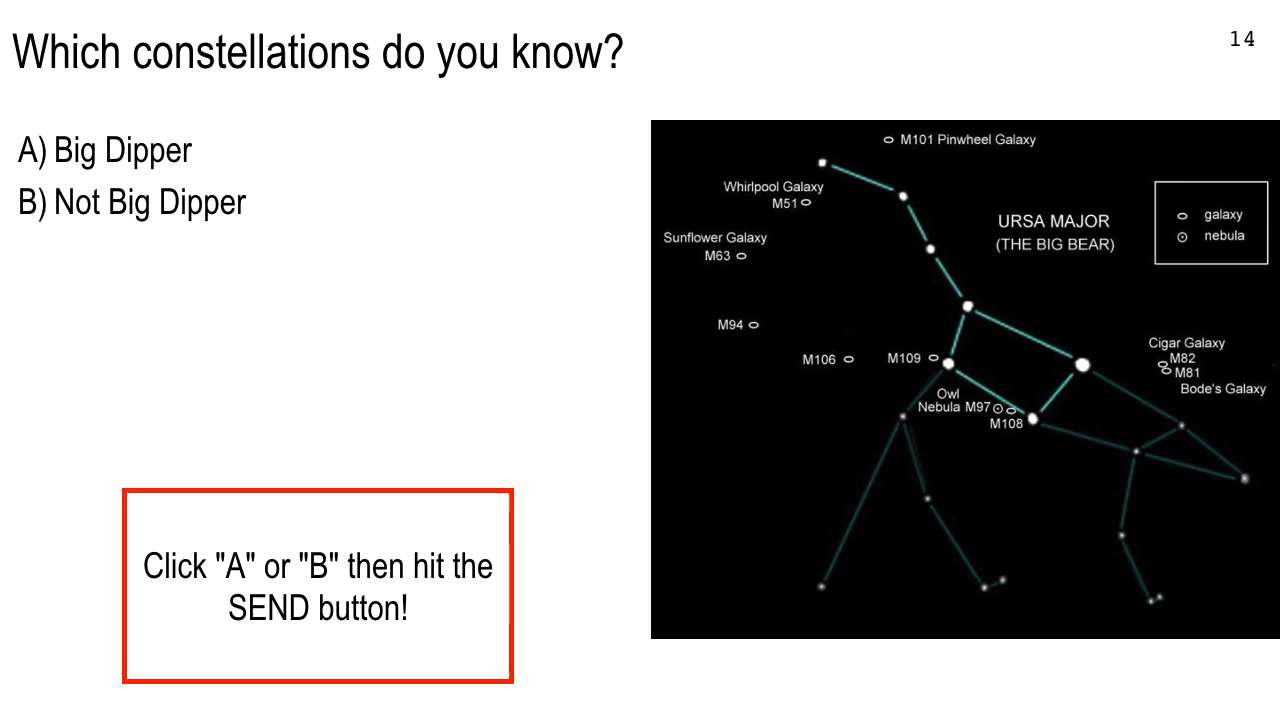 Which constellations do you know?
14
A) Big Dipper
B) Not Big Dipper
M101 Pinwheel Galaxy
Whirlpool Galaxy
M51
URSA MAJOR
(THE BIG BEAR)
galaxy
nebula
Sunflower Galaxy
M63
M94
M106
M109
Cigar Galaxy
M82
M81
Bode's Galaxy
Owl
Nebula M97
M108
Click "A" or "B" then hit the
SEND button!